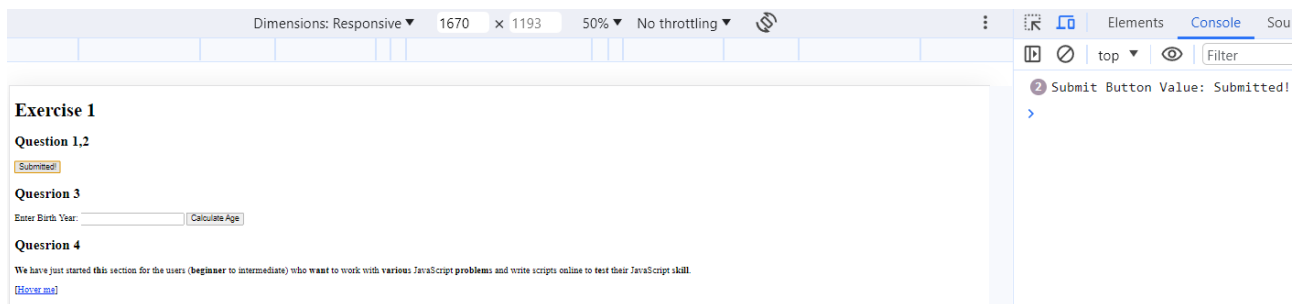 Dimensions: Responsive ▼ 1670 × 1193 50% ▼ No throttling ▼
Elements Console Sou
top ▼ Filter
2 Submit Button Value: Submitted!
>
Exercise 1
Question 1,2
Submitted!
Quesrion 3
Enter Birth Year: Calculate Age
Quesrion 4
We have just started this section for the users (beginner to intermediate) who want to work with various JavaScript problems and write scripts online to test their JavaScript skill.
[Hover me]